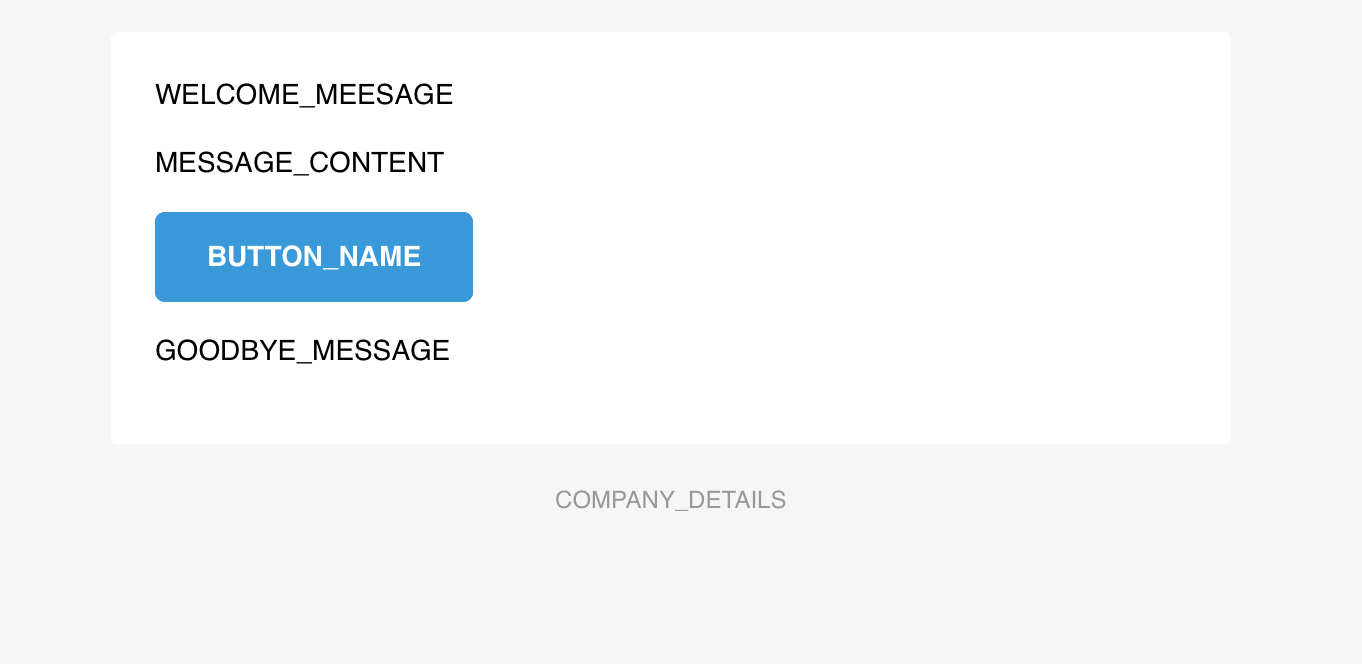 WELCOME_MEESAGE
MESSAGE_CONTENT
BUTTON_NAME
GOODBYE_MESSAGE
COMPANY_DETAILS